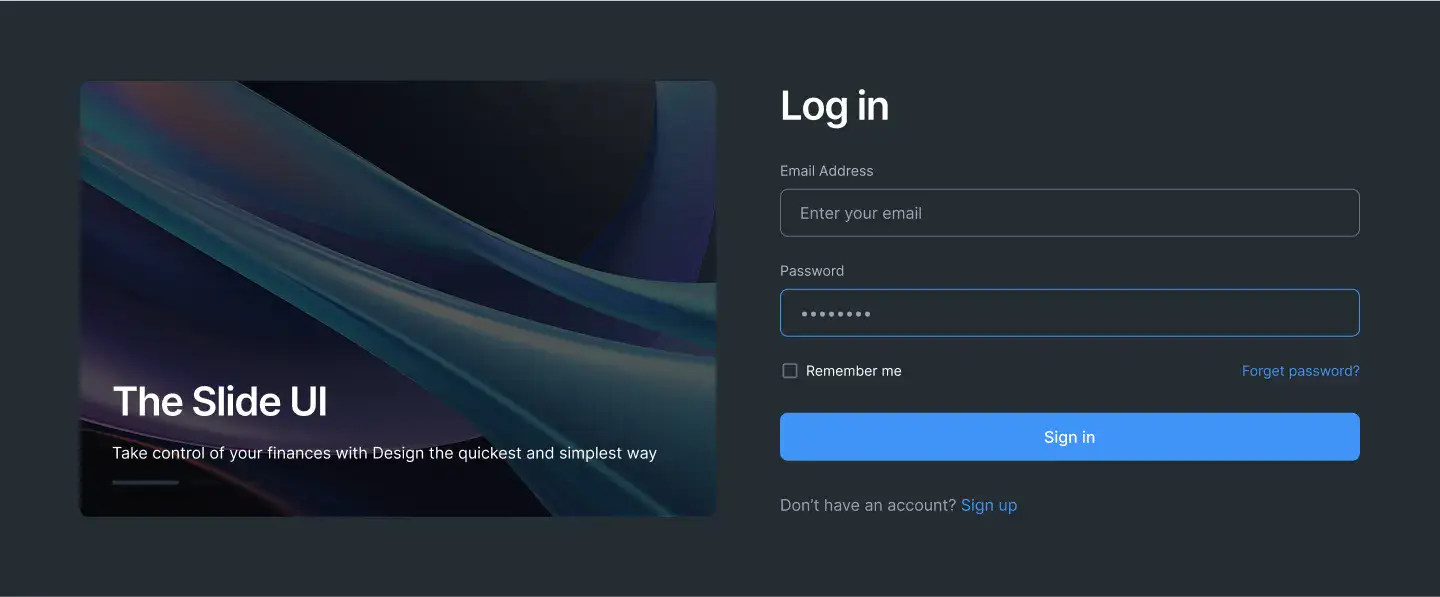 The Slide UI
Take control of your finances with Design the quickest and simplest way
Log in
Email Address
Enter your email
Password
••••••••
Remember me
Forget password?
Sign in
Don’t have an account? Sign up